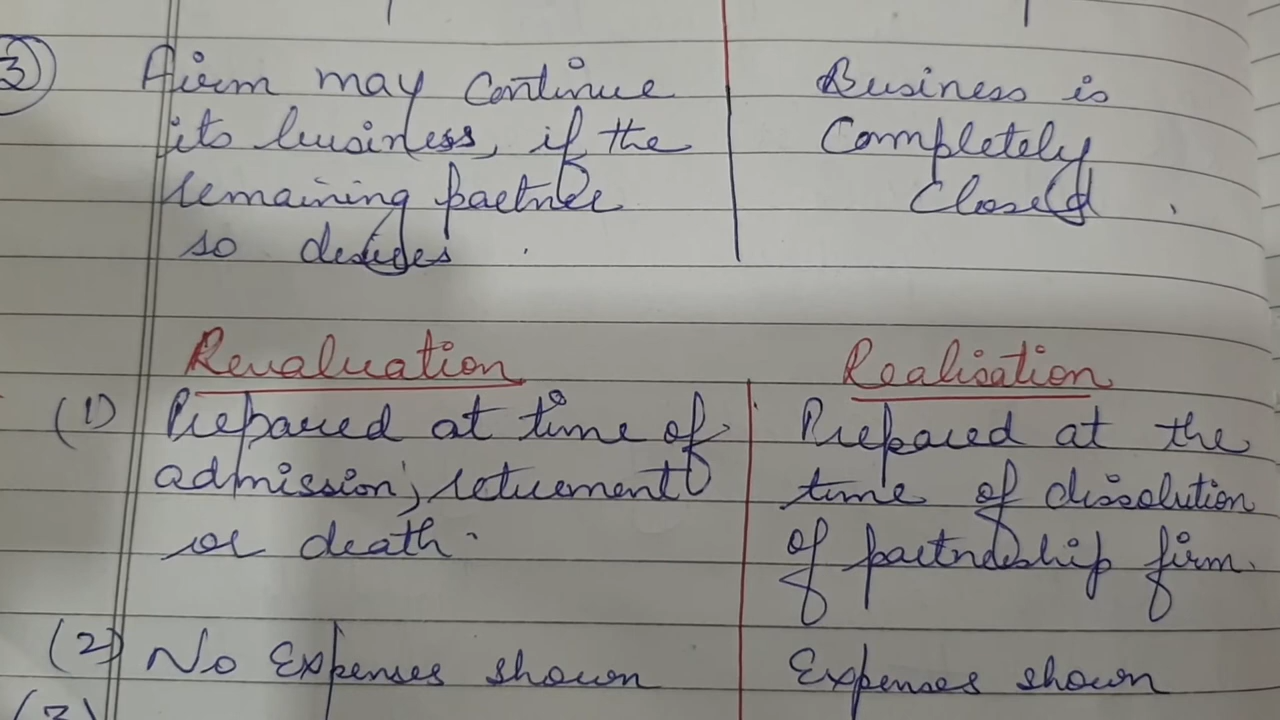 (3) Firm may continue
its business, if the
remaining partner
so decides.
Business is
Completely
Closed.
Revaluation
Realisation
(1) Prepared at time of
admission, retirement
or death.
Prepared at the
time of dissolution
of partnership firm.
(2) No Expenses shown
Expenses shown